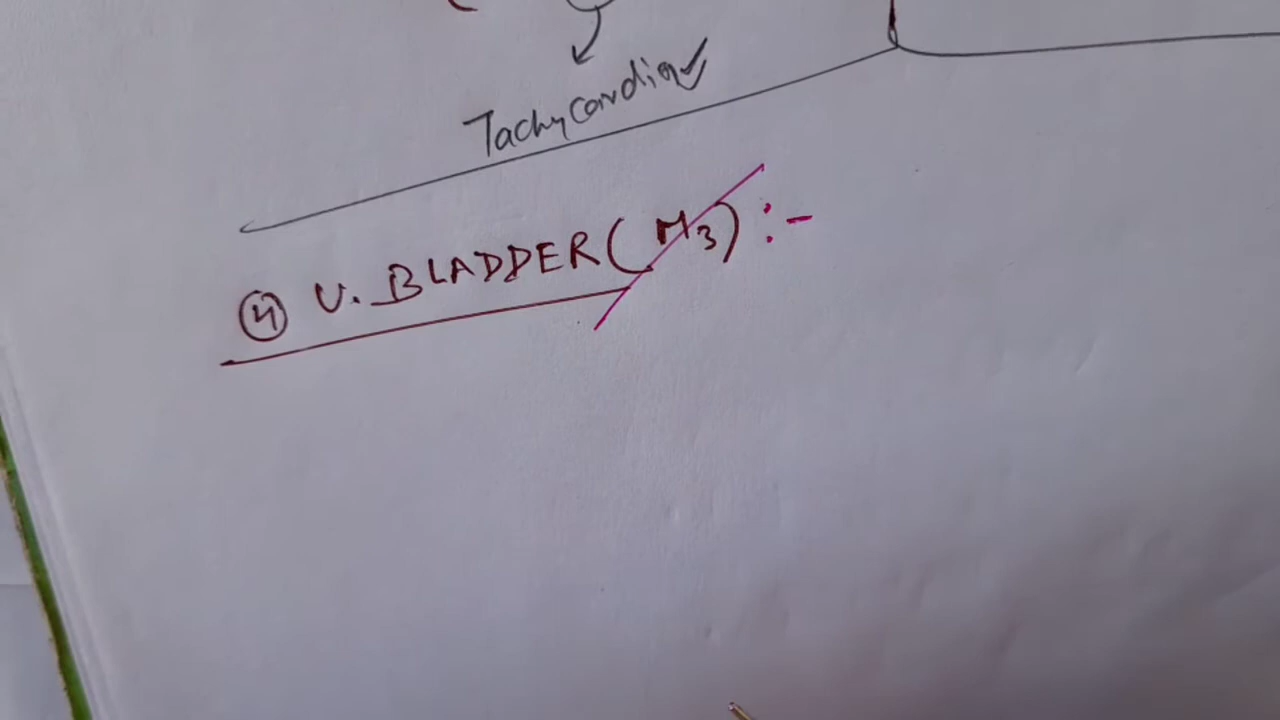 Tachycardia ✓
④ U. BLADDER (M3) :-